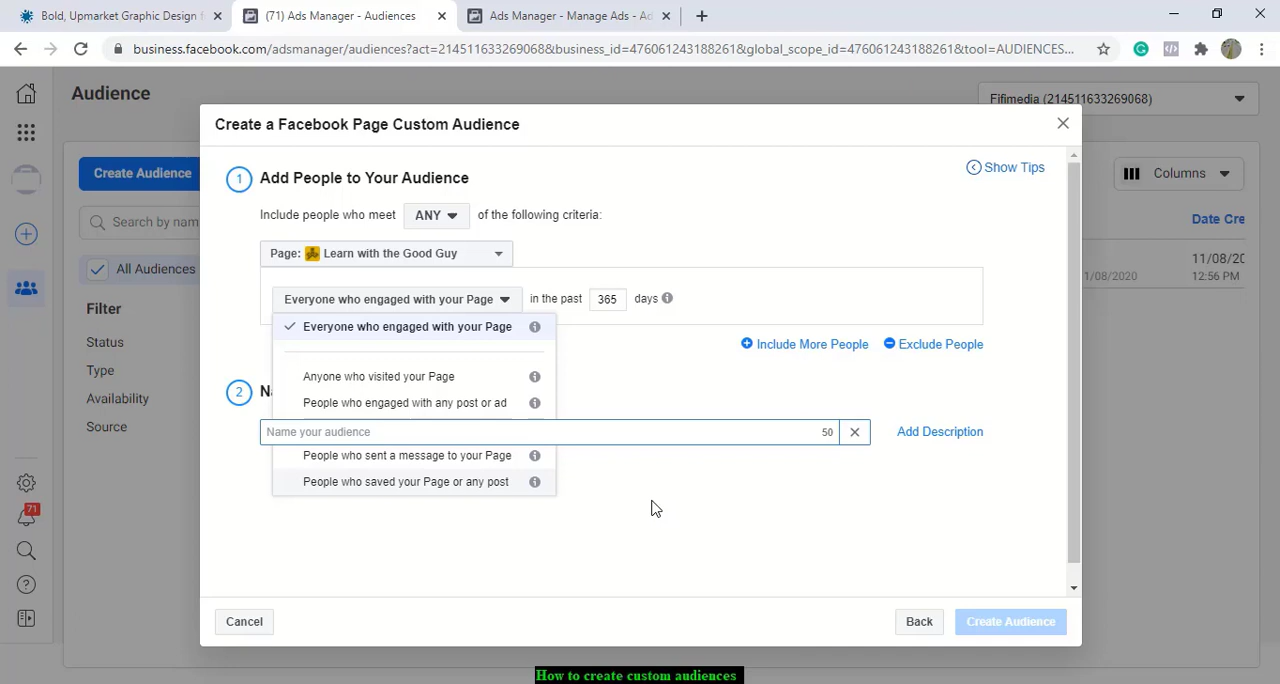 Bold, Upmarket Graphic Design f
(71) Ads Manager - Audiences
Ads Manager - Manage Ads - Ad
business.facebook.com/adsmanager/audiences?act=214511633269068&business_id=476061243188261&global_scope_id=476061243188261&tool=AUDIENCES...
Audience
Fifimedia (214511633269068)
Create a Facebook Page Custom Audience
Create Audience
Columns
Show Tips
1 Add People to Your Audience
Include people who meet ANY of the following criteria:
Search by nam
Date Cre
Page: Learn with the Good Guy
All Audiences
11/08/20
1/08/2020
12:56 PM
Everyone who engaged with your Page in the past 365 days
Filter
Everyone who engaged with your Page
Status
Include More People
Exclude People
Type
Anyone who visited your Page
2 Na
Availability
People who engaged with any post or ad
Source
Name your audience 50
Add Description
People who sent a message to your Page
People who saved your Page or any post
71
Cancel
Back
Create Audience
How to create custom audiences